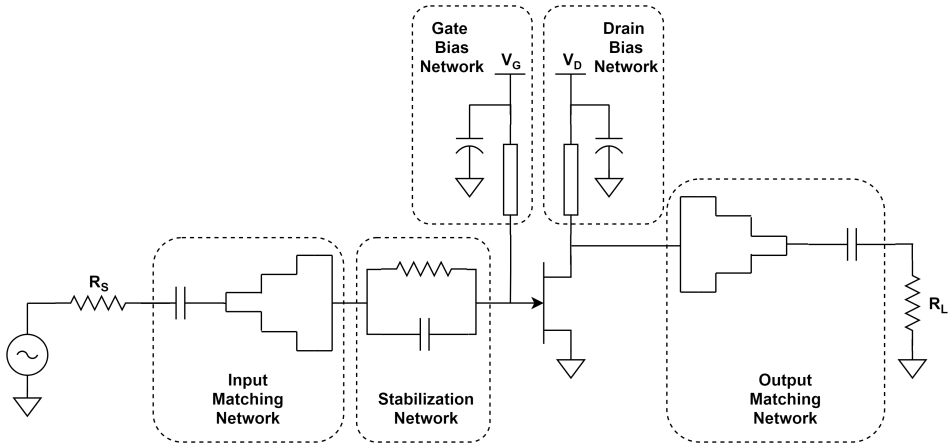 Gate
Bias
Network
V_G
V_D
Drain
Bias
Network
R_S
Input
Matching
Network
Stabilization
Network
Output
Matching
Network
R_L